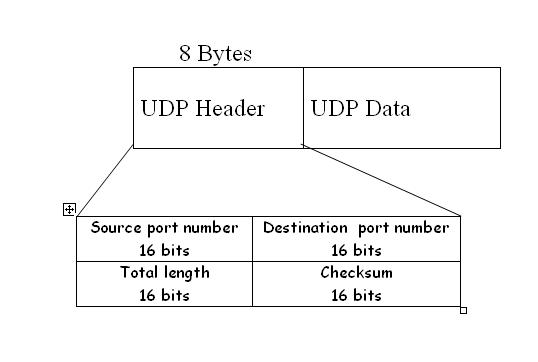 8 Bytes
UDP Header
UDP Data
Source port number
16 bits
Destination port number
16 bits
Total length
16 bits
Checksum
16 bits